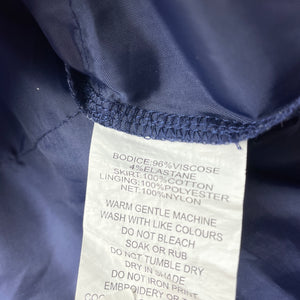 BODICE:96%VISCOSE
4%ELASTANE
SKIRT:100%COTTON
LINGING:100%POLYESTER
NET:100%NYLON
WARM GENTLE MACHINE
WASH WITH LIKE COLOURS
DO NOT BLEACH
SOAK OR RUB
DO NOT TUMBLE DRY
DRY IN SHADE
DO NOT IRON PRINT
EMBROIDERY OR